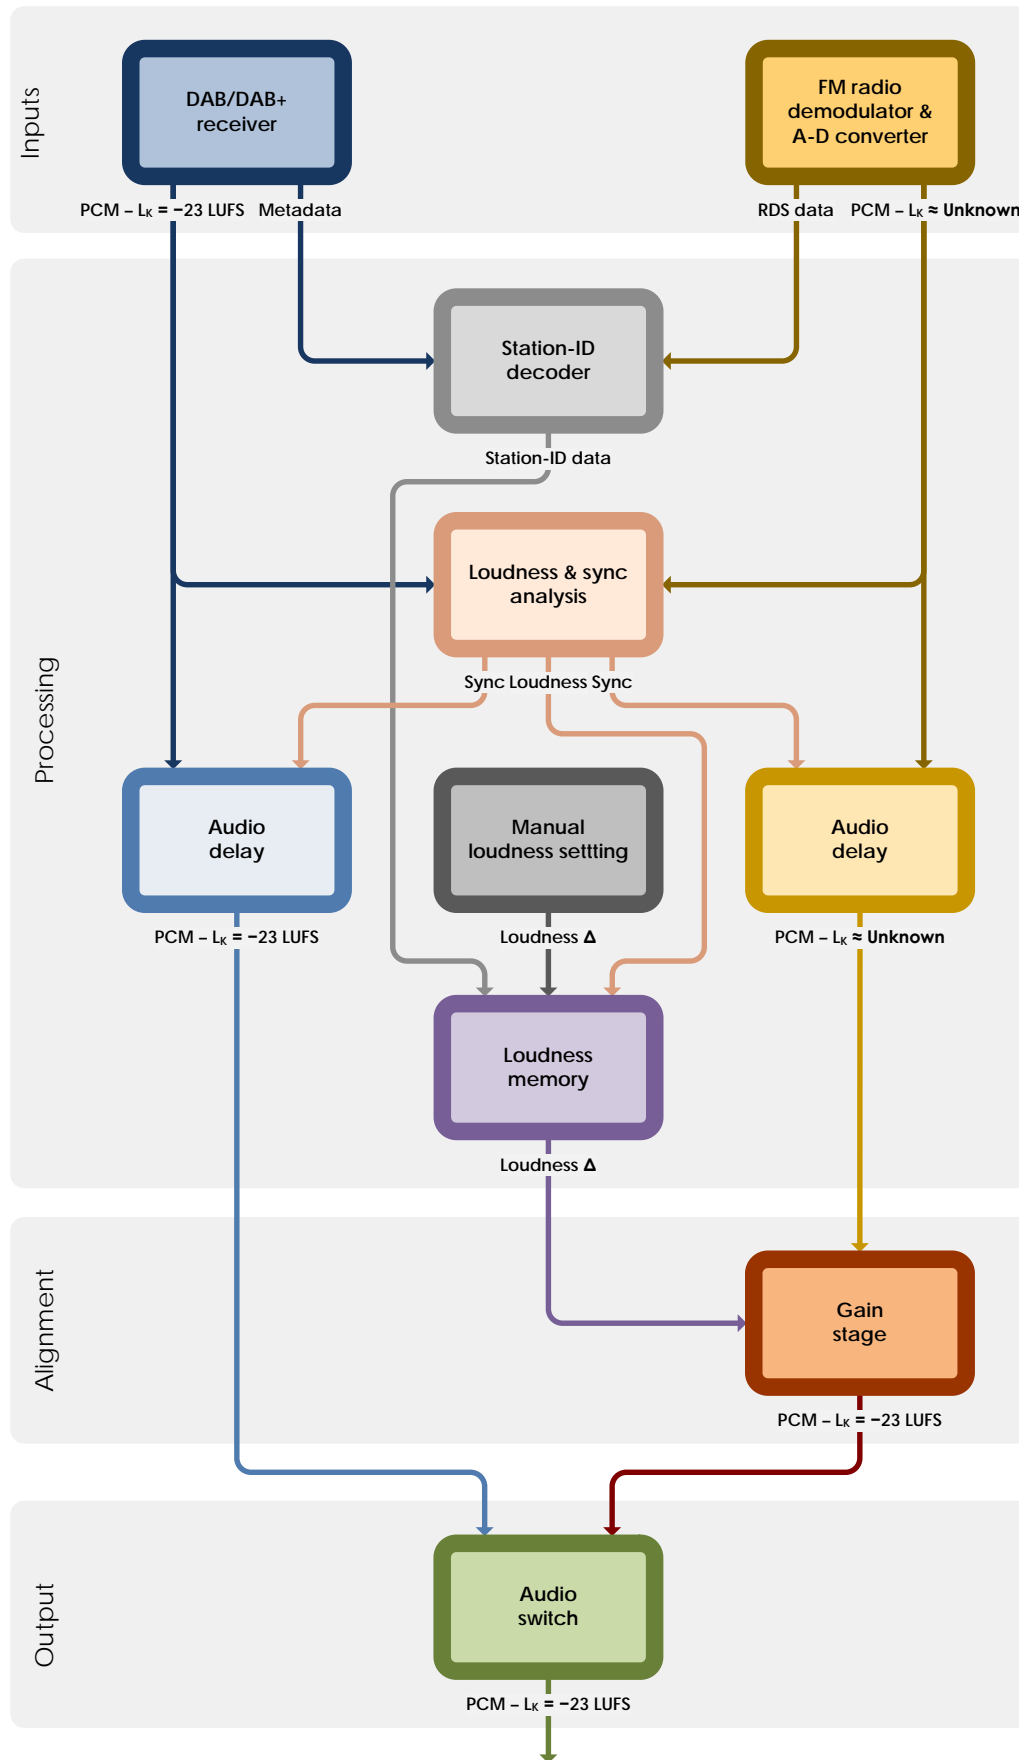 Inputs
DAB/DAB+
receiver
FM radio
demodulator &
A-D converter
PCM – LK = −23 LUFS
Metadata
RDS data
PCM – LK ≈ Unknown
Processing
Station-ID
decoder
Station-ID data
Loudness & sync
analysis
Sync Loudness Sync
Audio
delay
Manual
loudness settting
Audio
delay
PCM – LK = −23 LUFS
Loudness Δ
PCM – LK ≈ Unknown
Loudness
memory
Loudness Δ
Alignment
Gain
stage
PCM – LK = −23 LUFS
Output
Audio
switch
PCM – LK = −23 LUFS